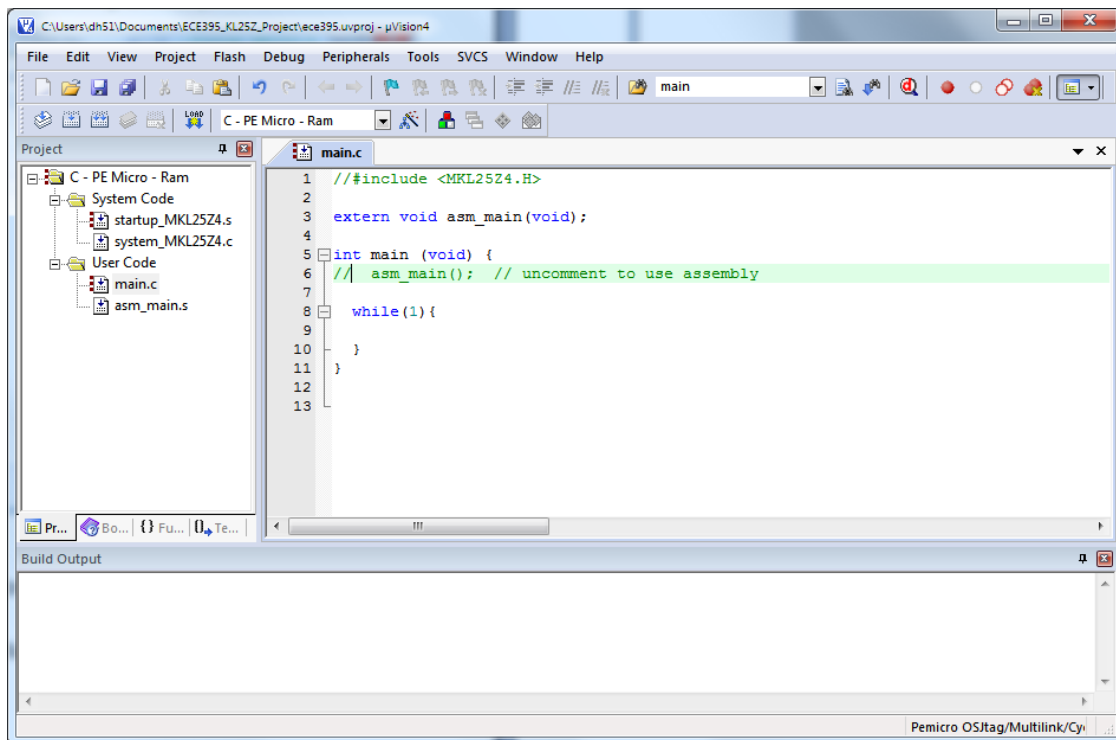 C:\Users\dh51\Documents\ECE395_KL25Z_Project\ece395.uvproj - µVision4
File Edit View Project Flash Debug Peripherals Tools SVCS Window Help
main
LOAD C - PE Micro - Ram
Project
C - PE Micro - Ram
System Code
startup_MKL25Z4.s
system_MKL25Z4.c
User Code
main.c
asm_main.s
Pr... Bo... {} Fu... Te...
main.c
1 //#include <MKL25Z4.H>
2
3 extern void asm_main(void);
4
5 int main (void) {
6 // asm_main(); // uncomment to use assembly
7
8 while(1){
9
10 }
11 }
12
13
Build Output
Pemicro OSJtag/Multilink/Cy